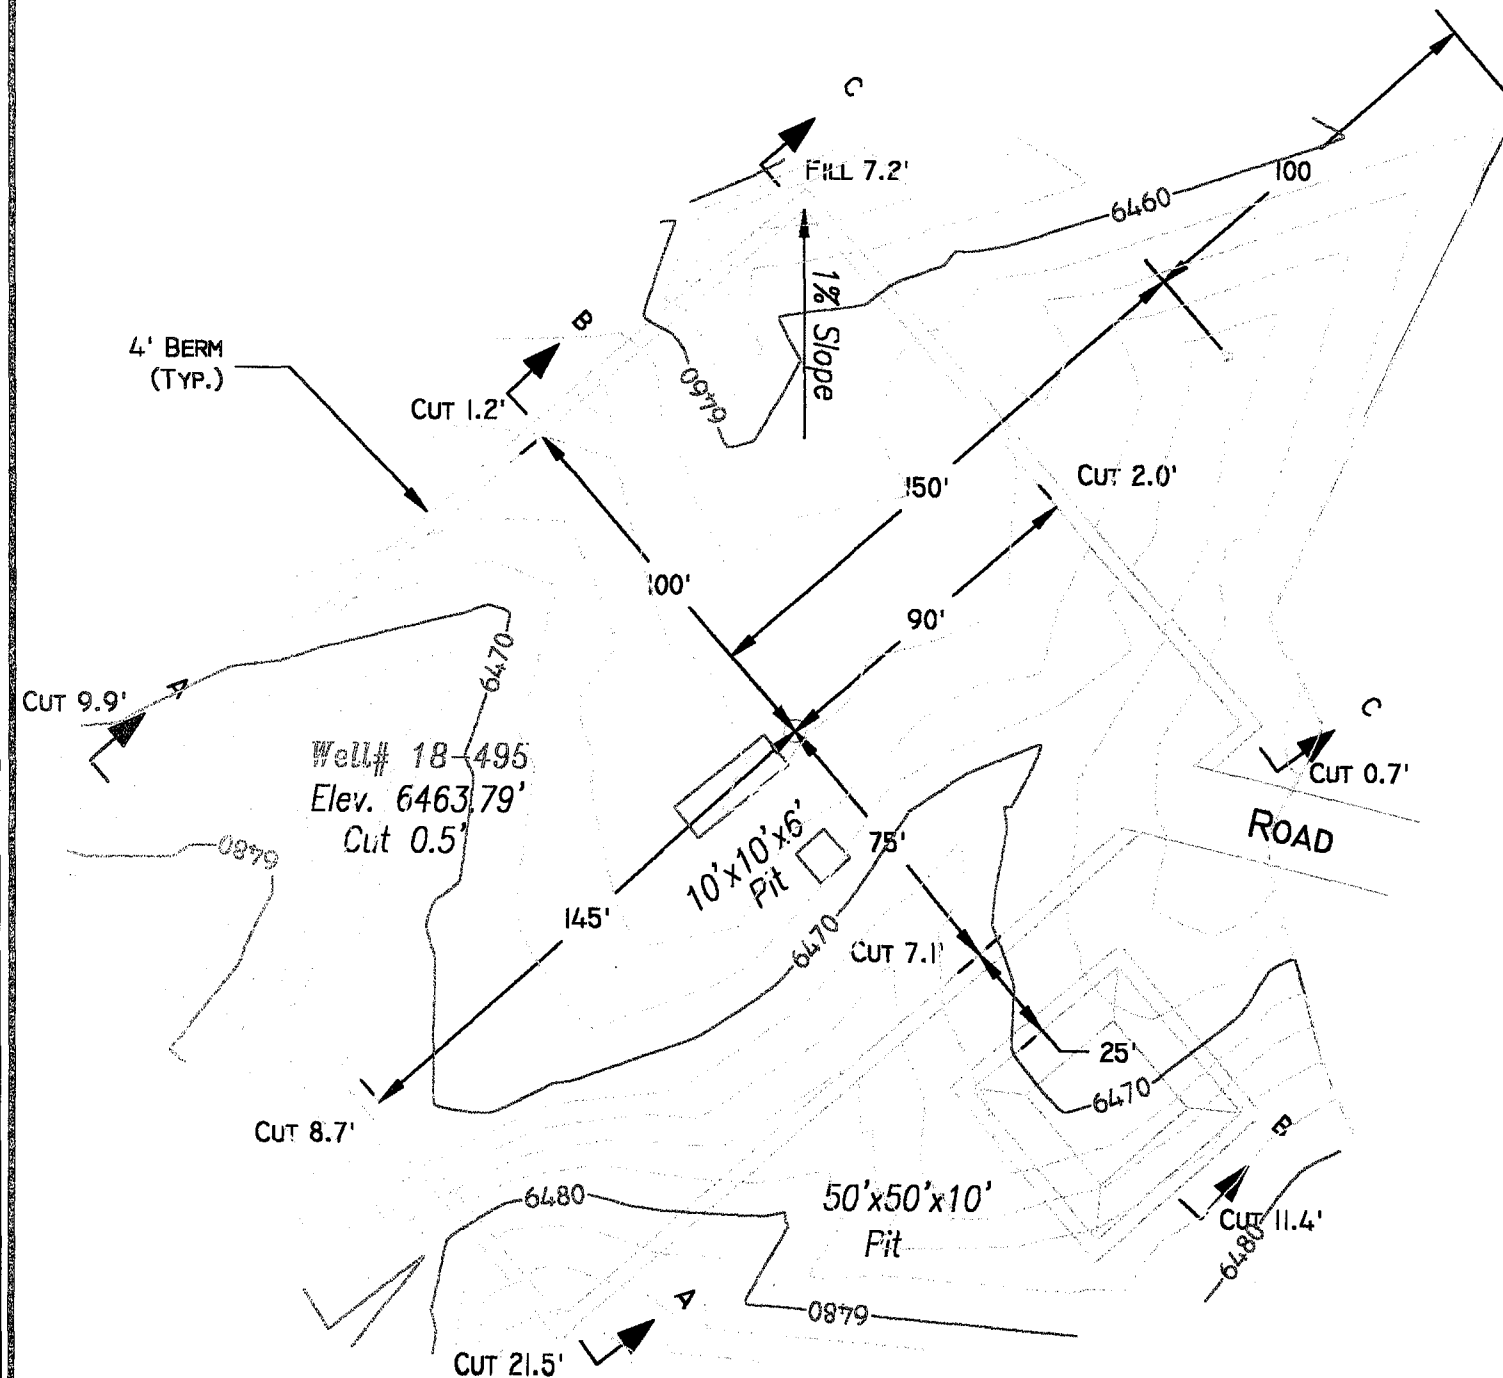 C
FILL 7.2'
100
6460
1% Slope
B
4' BERM
(TYP.)
CUT 1.2'
6460
CUT 2.0'
150'
100'
90'
6470
CUT 9.9'
A
C
Well# 18-495
Elev. 6463.79'
Cut 0.5'
CUT 0.7'
ROAD
6480
10'x10'x6'
Pit
75'
145'
6470
CUT 7.1'
25'
6470
CUT 8.7'
B
6480
50'x50'x10'
Pit
CUT 11.4'
6480
A
6480
CUT 21.5'